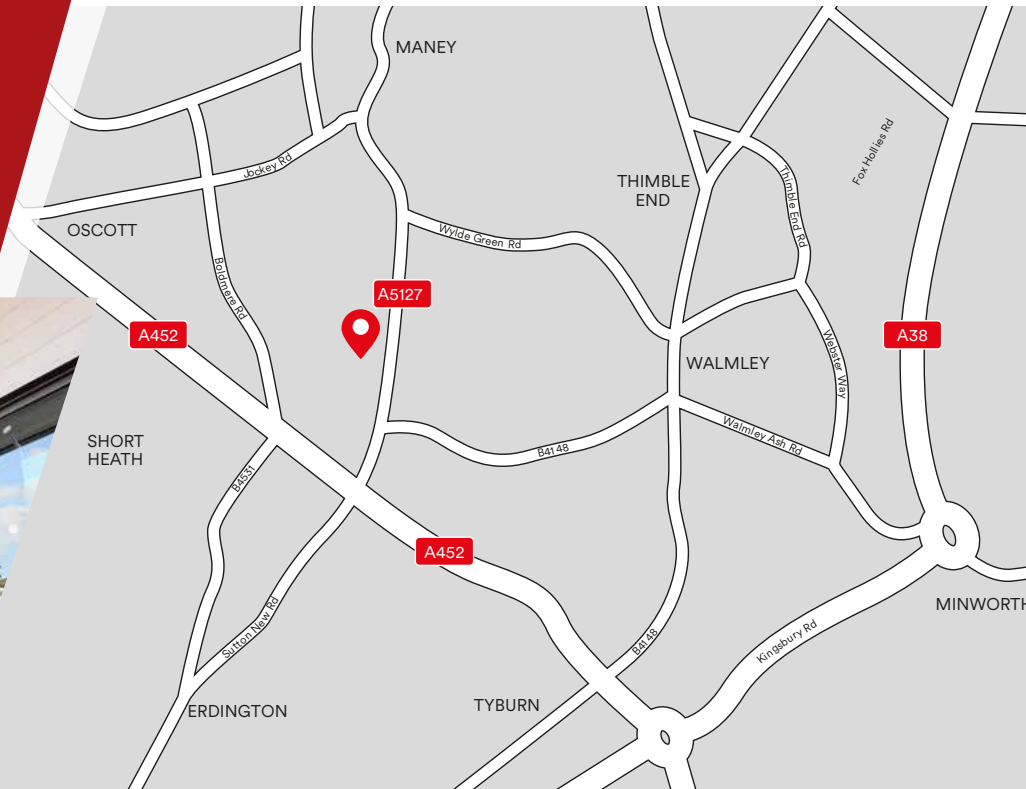 MANEY
Fox Hollies Rd
Jockey Rd
THIMBLE
END
Thimble End Rd
OSCOTT
Wylde Green Rd
Boldmere Rd
A5127
A452
A38
WALMLEY
Webster Way
SHORT
HEATH
Walmley Ash Rd
B4148
B4531
A452
MINWORTH
Sutton New Rd
Kingsbury Rd
B4148
ERDINGTON
TYBURN